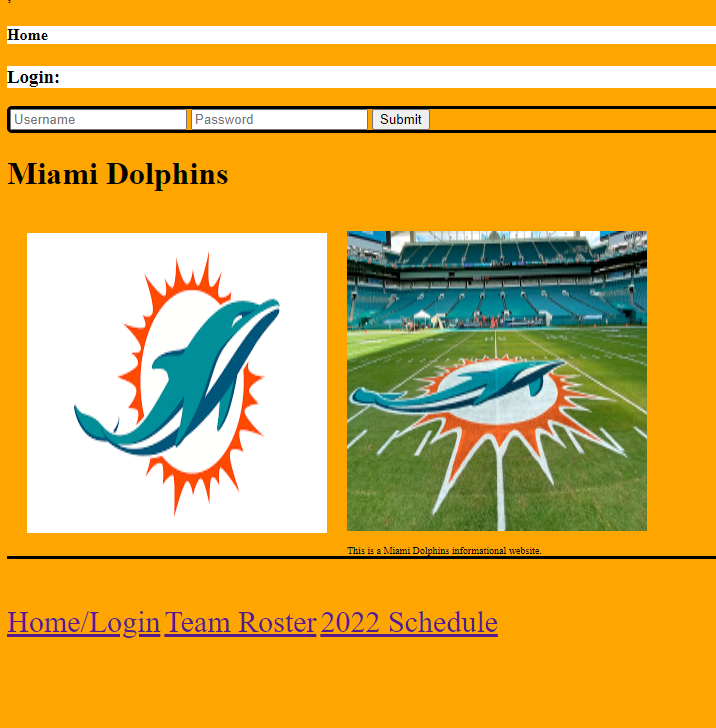 Home
Login:
Username Password Submit
Miami Dolphins
This is a Miami Dolphins informational website.
Home/Login Team Roster 2022 Schedule